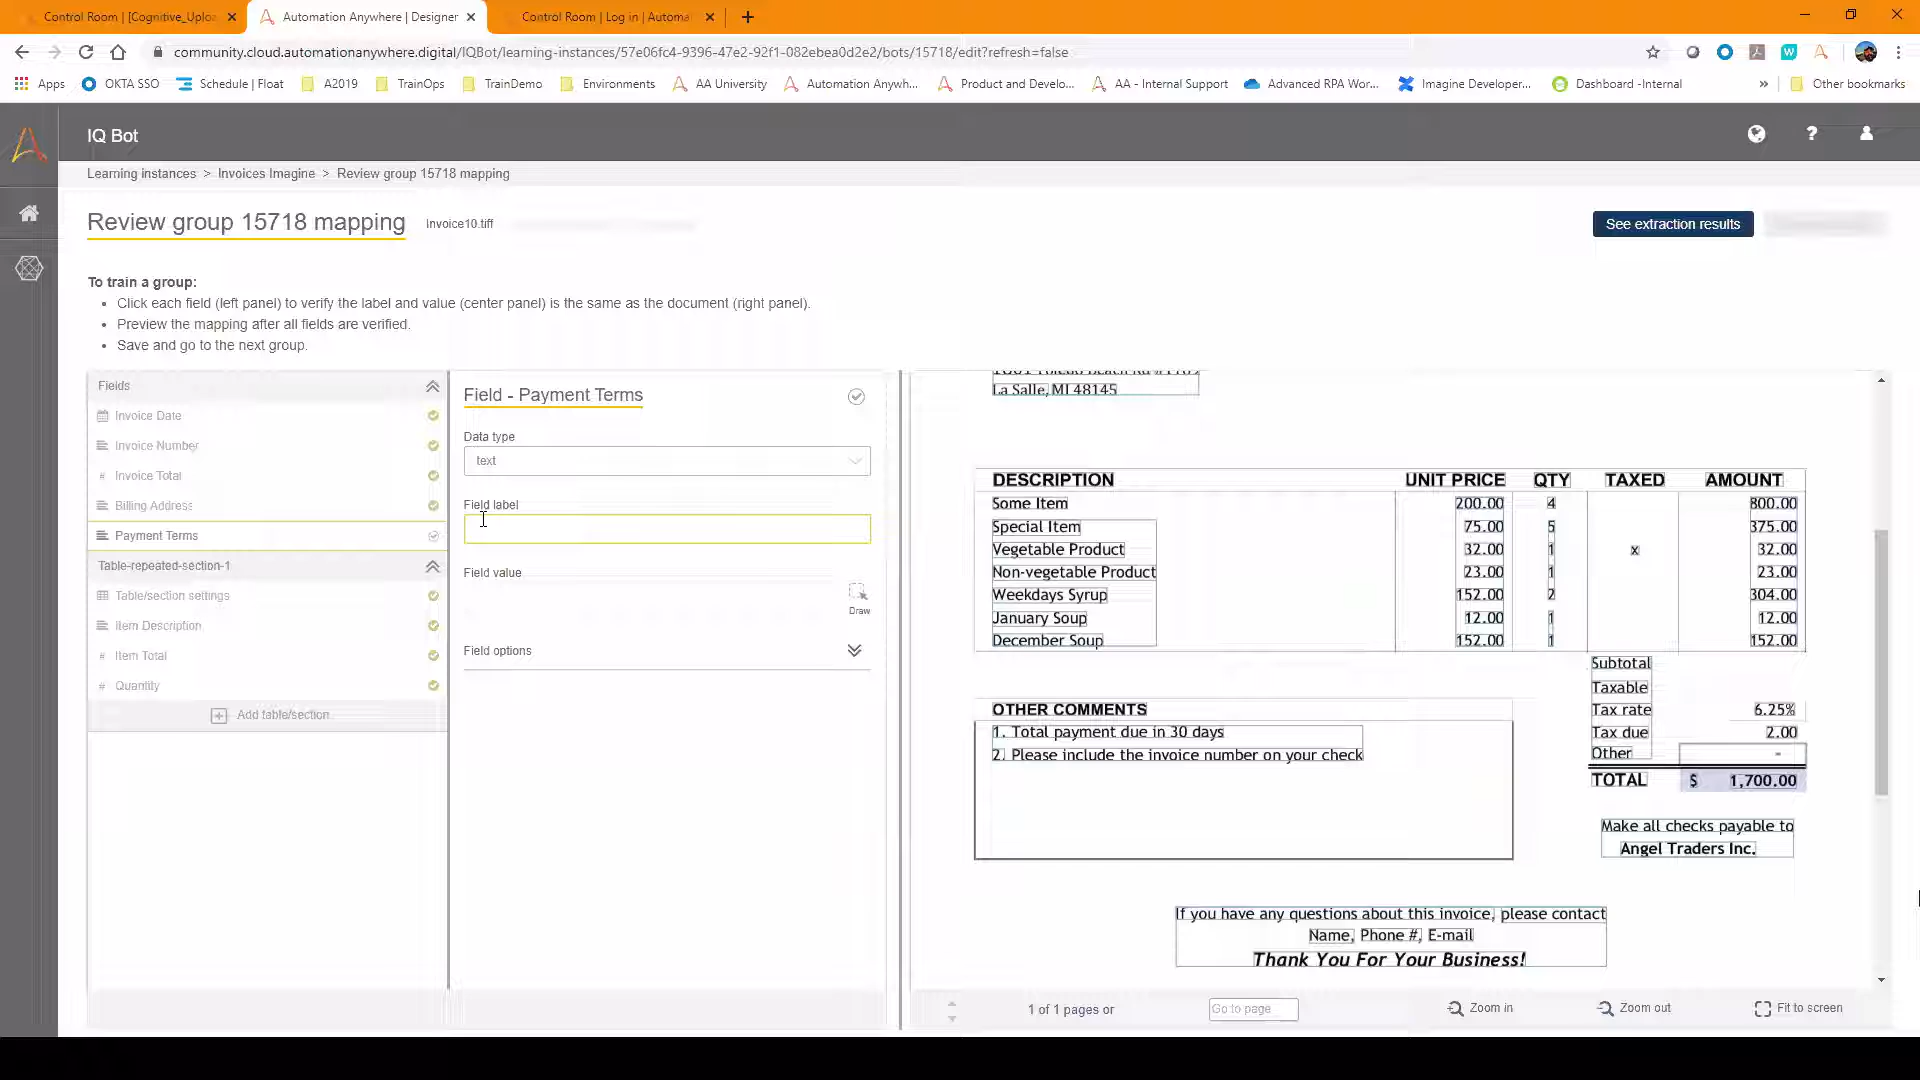 Control Room | [Cognitive_Uploa
Automation Anywhere | Designer
Control Room | Log in | Automa
community.cloud.automationanywhere.digital/IQBot/learning-instances/57e06fc4-9396-47e2-92f1-082ebea0d2e2/bots/15718/edit?refresh=false
Apps OKTA SSO Schedule | Float A2019 TrainOps TrainDemo Environments AA University Automation Anywh... Product and Develo... AA - Internal Support Advanced RPA Wor... Imagine Developer... Dashboard -Internal » Other bookmarks
IQ Bot
Learning instances > Invoices Imagine > Review group 15718 mapping
Review group 15718 mapping Invoice10.tiff
See extraction results
To train a group:
• Click each field (left panel) to verify the label and value (center panel) is the same as the document (right panel).
• Preview the mapping after all fields are verified.
• Save and go to the next group.
Fields
Invoice Date
Invoice Number
# Invoice Total
Billing Address
Payment Terms
Table-repeated-section-1
Table/section settings
Item Description
# Item Total
# Quantity
Add table/section
Field - Payment Terms
Data type
text
Field label
Field value
Draw
Field options
La Salle, MI 48145
DESCRIPTION UNIT PRICE QTY TAXED AMOUNT
Some Item 200.00 4 800.00
Special Item 75.00 5 375.00
Vegetable Product 32.00 1 x 32.00
Non-vegetable Product 23.00 1 23.00
Weekdays Syrup 152.00 2 304.00
January Soup 12.00 1 12.00
December Soup 152.00 1 152.00
Subtotal
Taxable
Tax rate 6.25%
Tax due 2.00
Other -
TOTAL $ 1,700.00
OTHER COMMENTS
1. Total payment due in 30 days
2. Please include the invoice number on your check
Make all checks payable to
Angel Traders Inc.
If you have any questions about this invoice, please contact
Name, Phone #, E-mail
Thank You For Your Business!
1 of 1 pages or
Go to page
Zoom in
Zoom out
Fit to screen